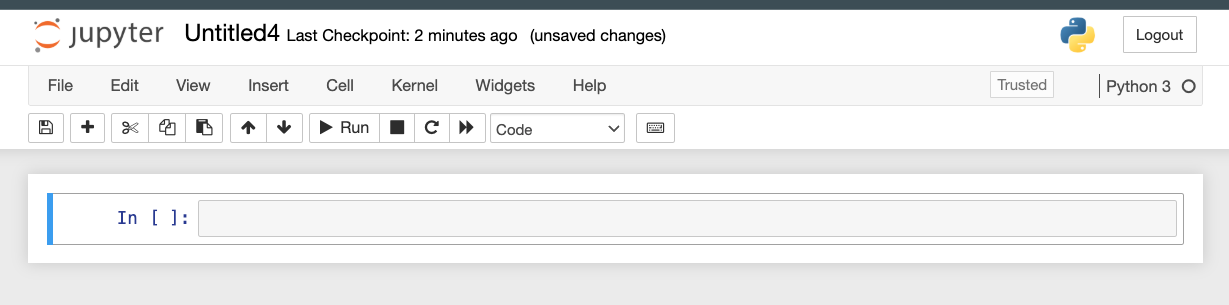 jupyter Untitled4 Last Checkpoint: 2 minutes ago (unsaved changes) Logout
File Edit View Insert Cell Kernel Widgets Help Trusted Python 3
Run Code
In [ ]: